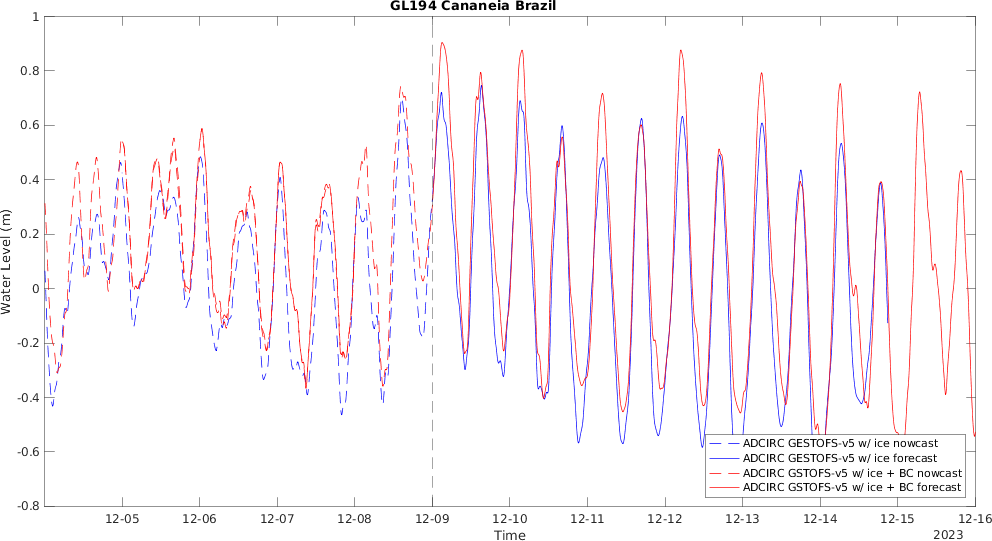 GL194 Cananeia Brazil
1
0.8
0.6
0.4
0.2
0
-0.2
-0.4
-0.6
-0.8
Water Level (m)
ADCIRC GESTOFS-v5 w/ ice nowcast
ADCIRC GESTOFS-v5 w/ ice forecast
ADCIRC GSTOFS-v5 w/ ice + BC nowcast
ADCIRC GSTOFS-v5 w/ ice + BC forecast
12-05 12-06 12-07 12-08 12-09 12-10 12-11 12-12 12-13 12-14 12-15 12-16
Time
2023